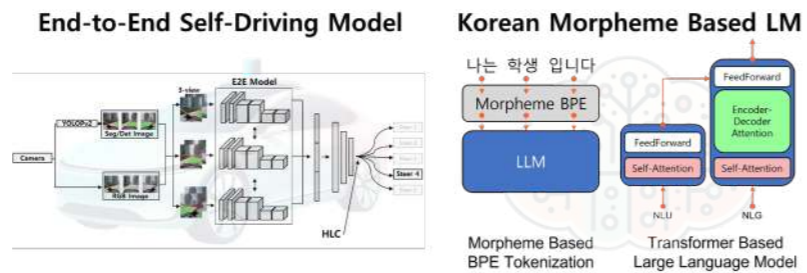 End-to-End Self-Driving Model
E2E Model
3-view
YOLOPv2
Seg/Det Image
Camera
RGB Image
Steer 4
HLC
Korean Morpheme Based LM
나는 학생 입니다
Morpheme BPE
LLM
FeedForward
Encoder-
Decoder
Attention
FeedForward
Self-Attention
Self-Attention
NLU
NLG
Morpheme Based
BPE Tokenization
Transformer Based
Large Language Model